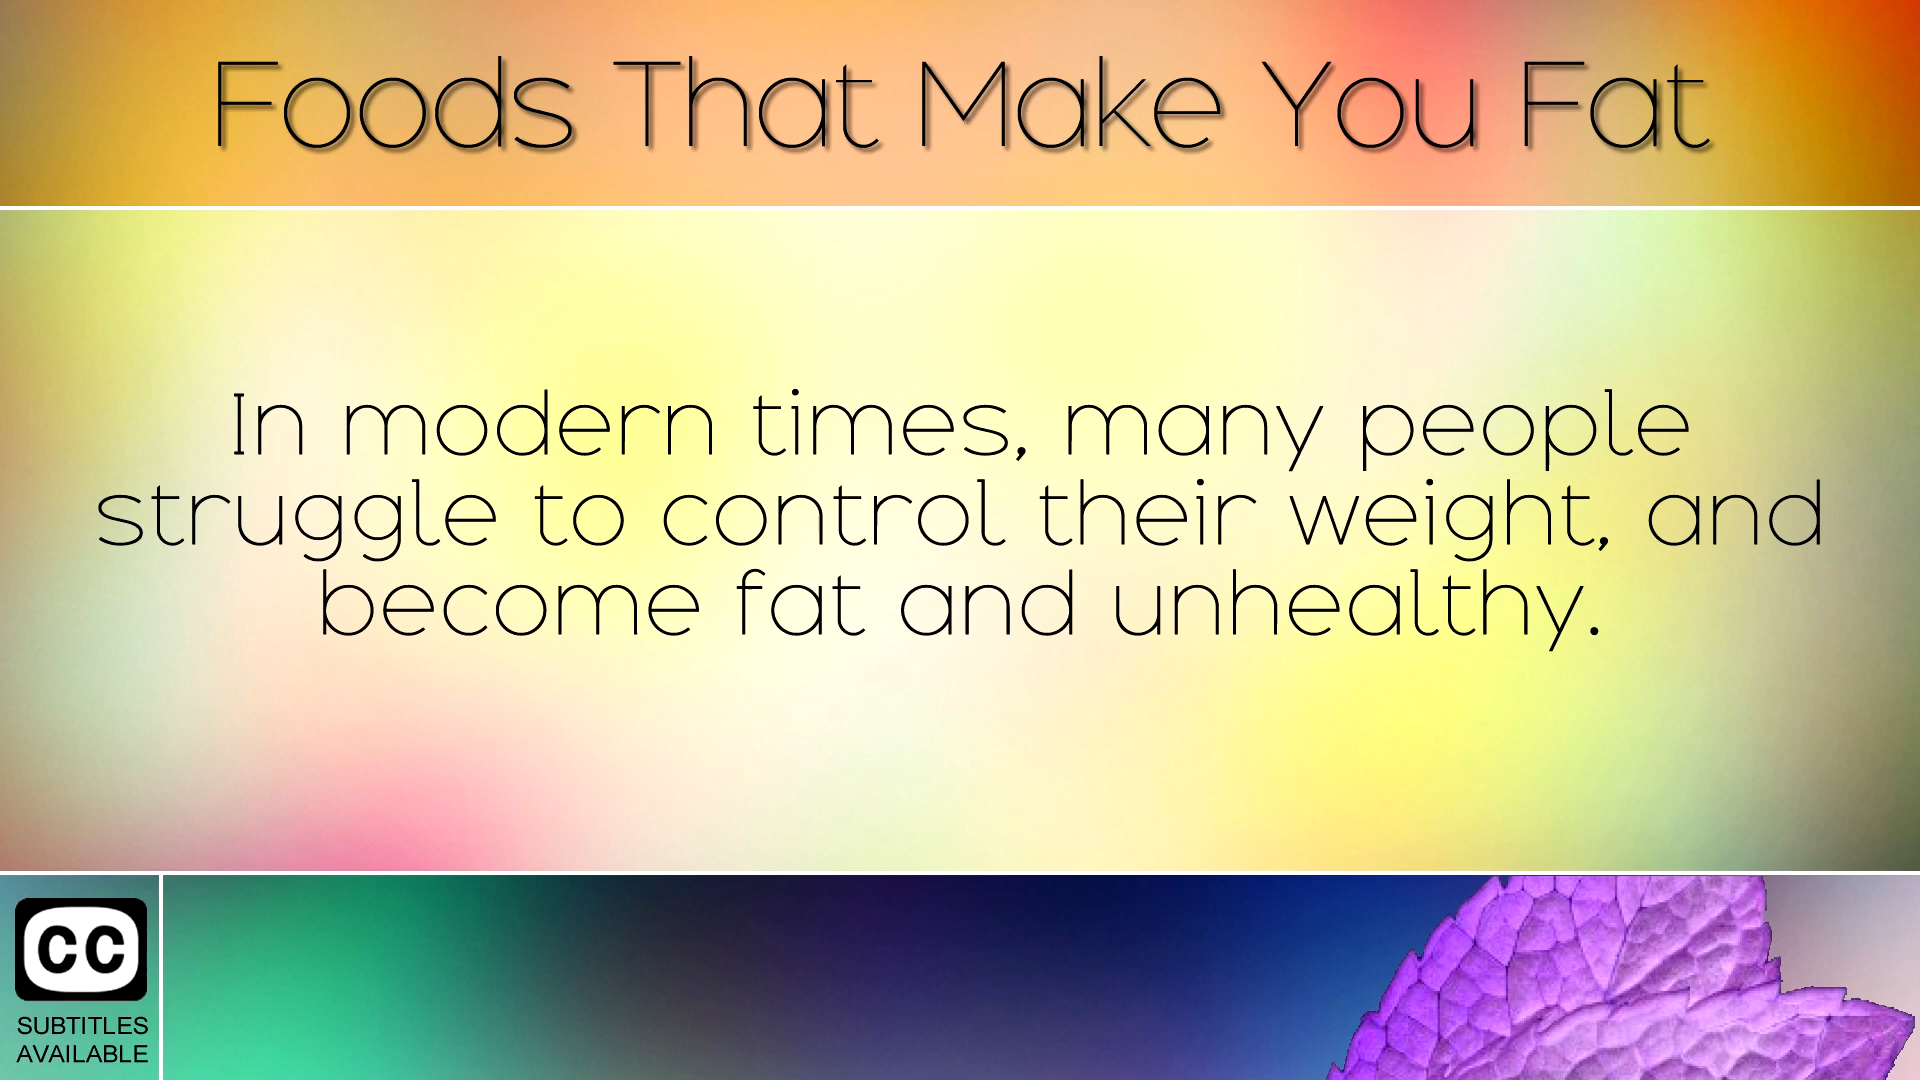 Foods That Make You Fat
In modern times, many people
struggle to control their weight, and
become fat and unhealthy.
CC
SUBTITLES
AVAILABLE